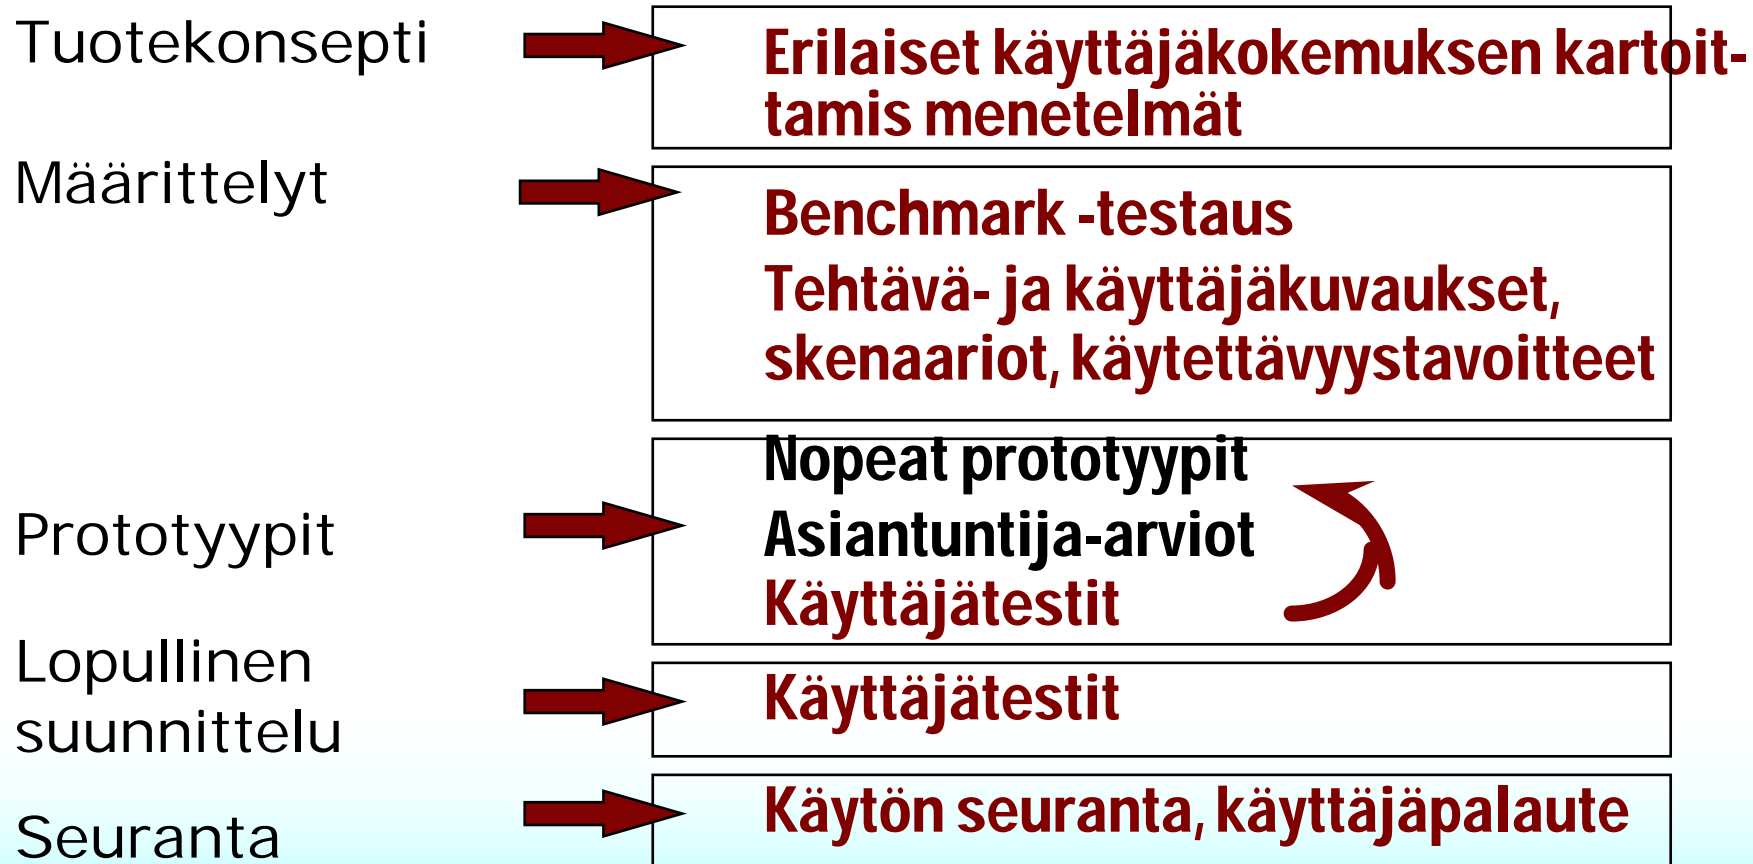 Tuotekonsepti
Erilaiset käyttäjäkokemuksen kartoit-
tamis menetelmät
Määrittelyt
Benchmark -testaus
Tehtävä- ja käyttäjäkuvaukset,
skenaariot, käytettävyystavoitteet
Prototyypit
Nopeat prototyypit
Asiantuntija-arviot
Käyttäjätestit
Lopullinen
suunnittelu
Käyttäjätestit
Seuranta
Käytön seuranta, käyttäjäpalaute